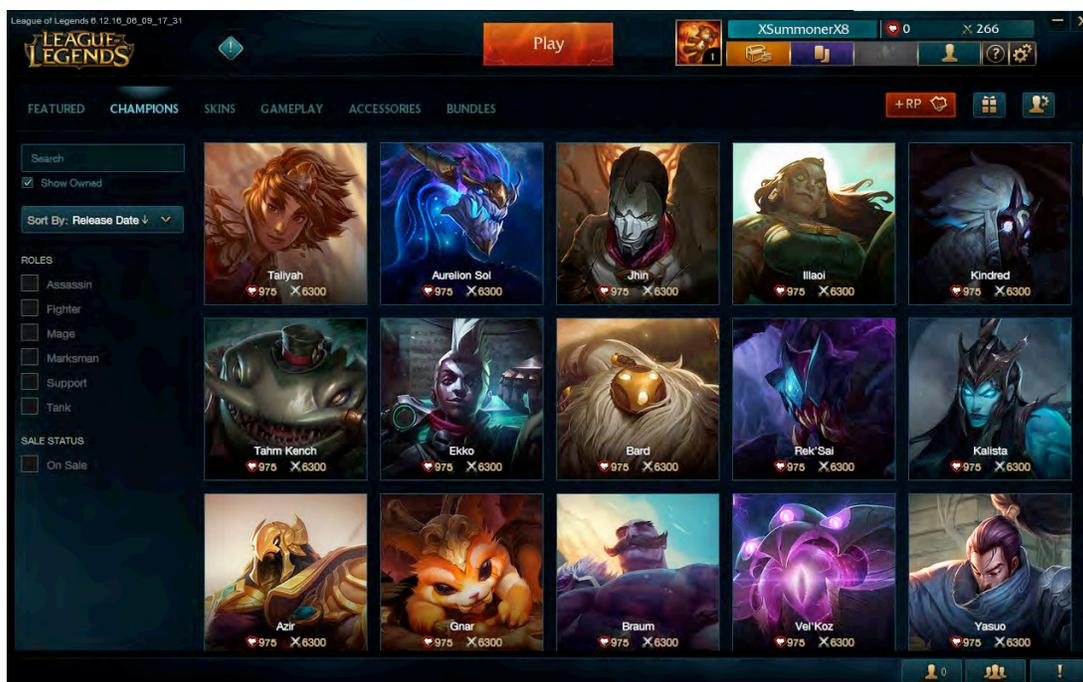 League of Legends 6.12.16_06_09_17_31
LEAGUE OF LEGENDS
Play
1
XSummonerX8
0
266
?
FEATURED CHAMPIONS SKINS GAMEPLAY ACCESSORIES BUNDLES
+RP
Search
Show Owned
Sort By: Release Date
ROLES
Assassin
Fighter
Mage
Marksman
Support
Tank
SALE STATUS
On Sale
Taliyah
975 6300
Aurelion Sol
975 6300
Jhin
975 6300
Illaoi
975 6300
Kindred
975 6300
Tahm Kench
975 6300
Ekko
975 6300
Bard
975 6300
Rek'Sai
975 6300
Kalista
975 6300
Azir
975 6300
Gnar
975 6300
Braum
975 6300
Vel'Koz
975 6300
Yasuo
975 6300
0
!